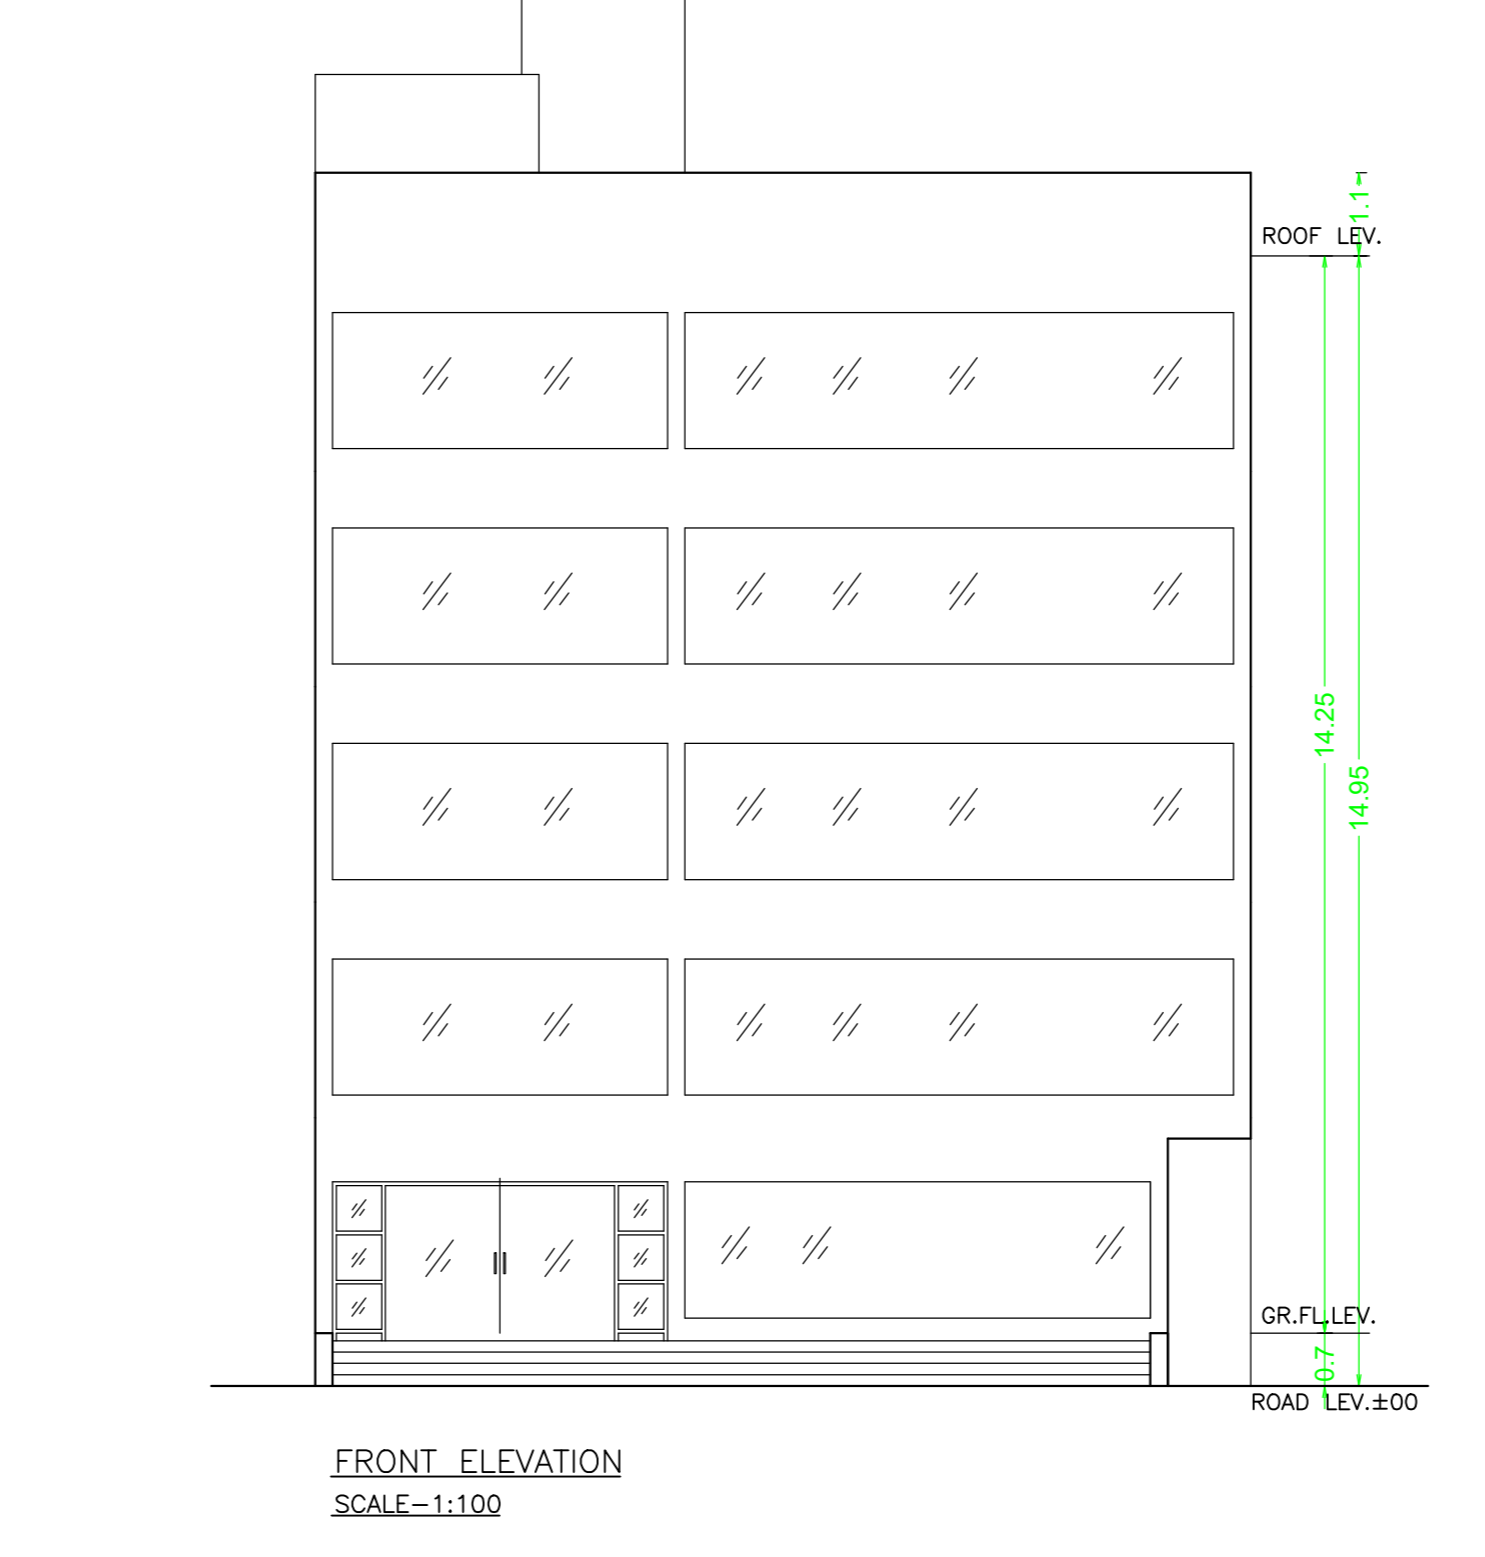 1.1
ROOF LEV.
14.25
14.95
GR.FL.LEV.
0.7
ROAD LEV.±00
FRONT ELEVATION
SCALE-1:100